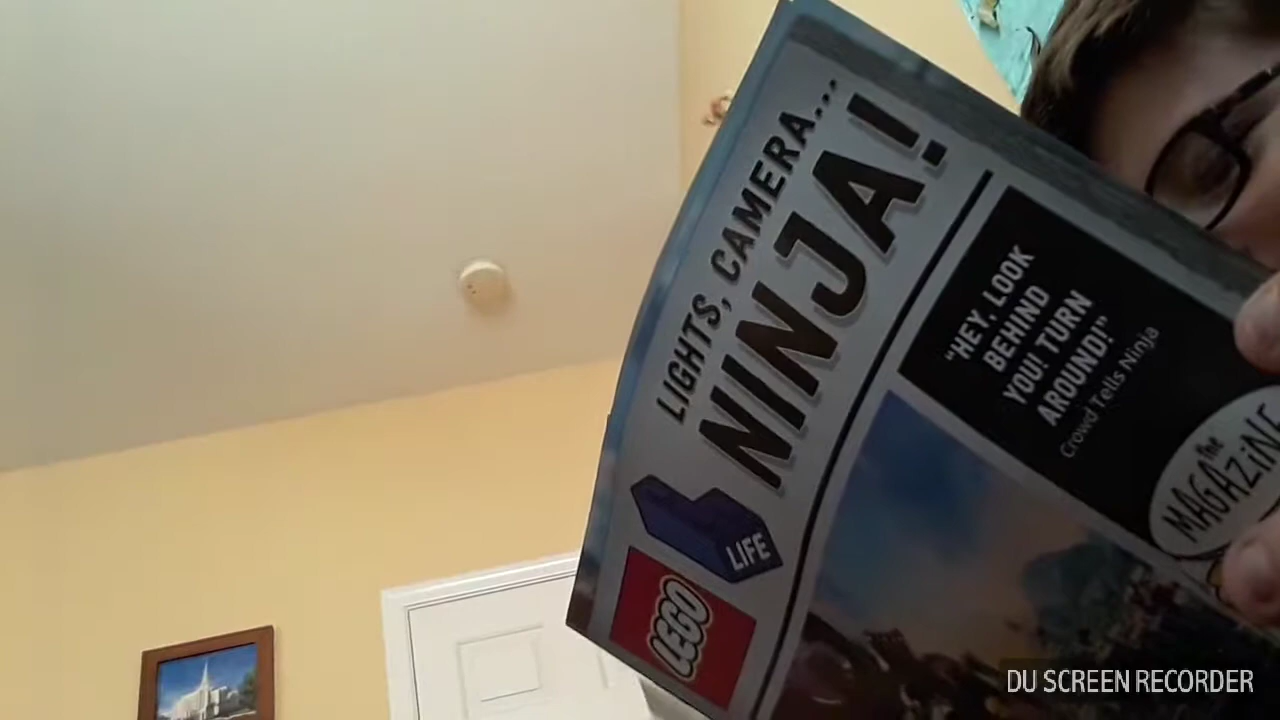 LIGHTS, CAMERA...
NINJA!
LEGO
LIFE
"HEY, LOOK
BEHIND
YOU! TURN
AROUND!"
Crowd Tells Ninja
the
MAGAZINE
DU SCREEN RECORDER